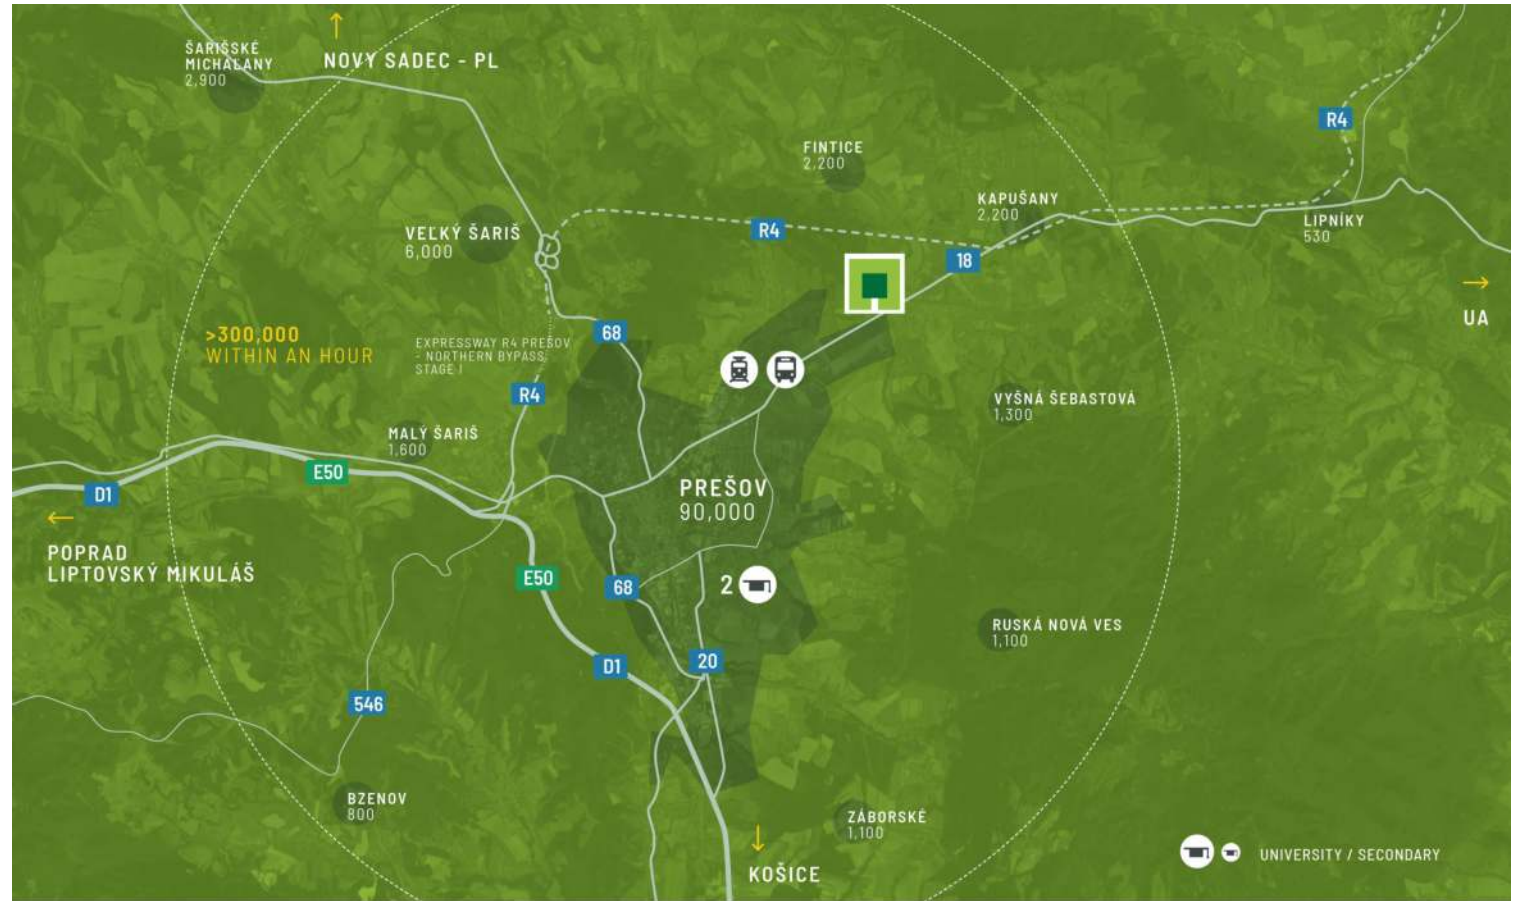 ŠARIŠSKÉ
MICHAĽANY
2,900
NOVY SADEC - PL
R4
FINTICE
2,200
KAPUŠANY
2,200
LIPNÍKY
530
VEĽKÝ ŠARIŠ
6,000
R4
18
UA
>300,000
WITHIN AN HOUR
68
EXPRESSWAY R4 PREŠOV
- NORTHERN BYPASS,
STAGE I
R4
VYŠNÁ ŠEBASTOVÁ
1,300
MALÝ ŠARIŠ
1,600
E50
D1
PREŠOV
90,000
POPRAD
LIPTOVSKÝ MIKULÁŠ
E50
68
2
RUSKÁ NOVÁ VES
1,100
D1
20
546
BZENOV
800
ZÁBORSKÉ
1,100
KOŠICE
UNIVERSITY / SECONDARY